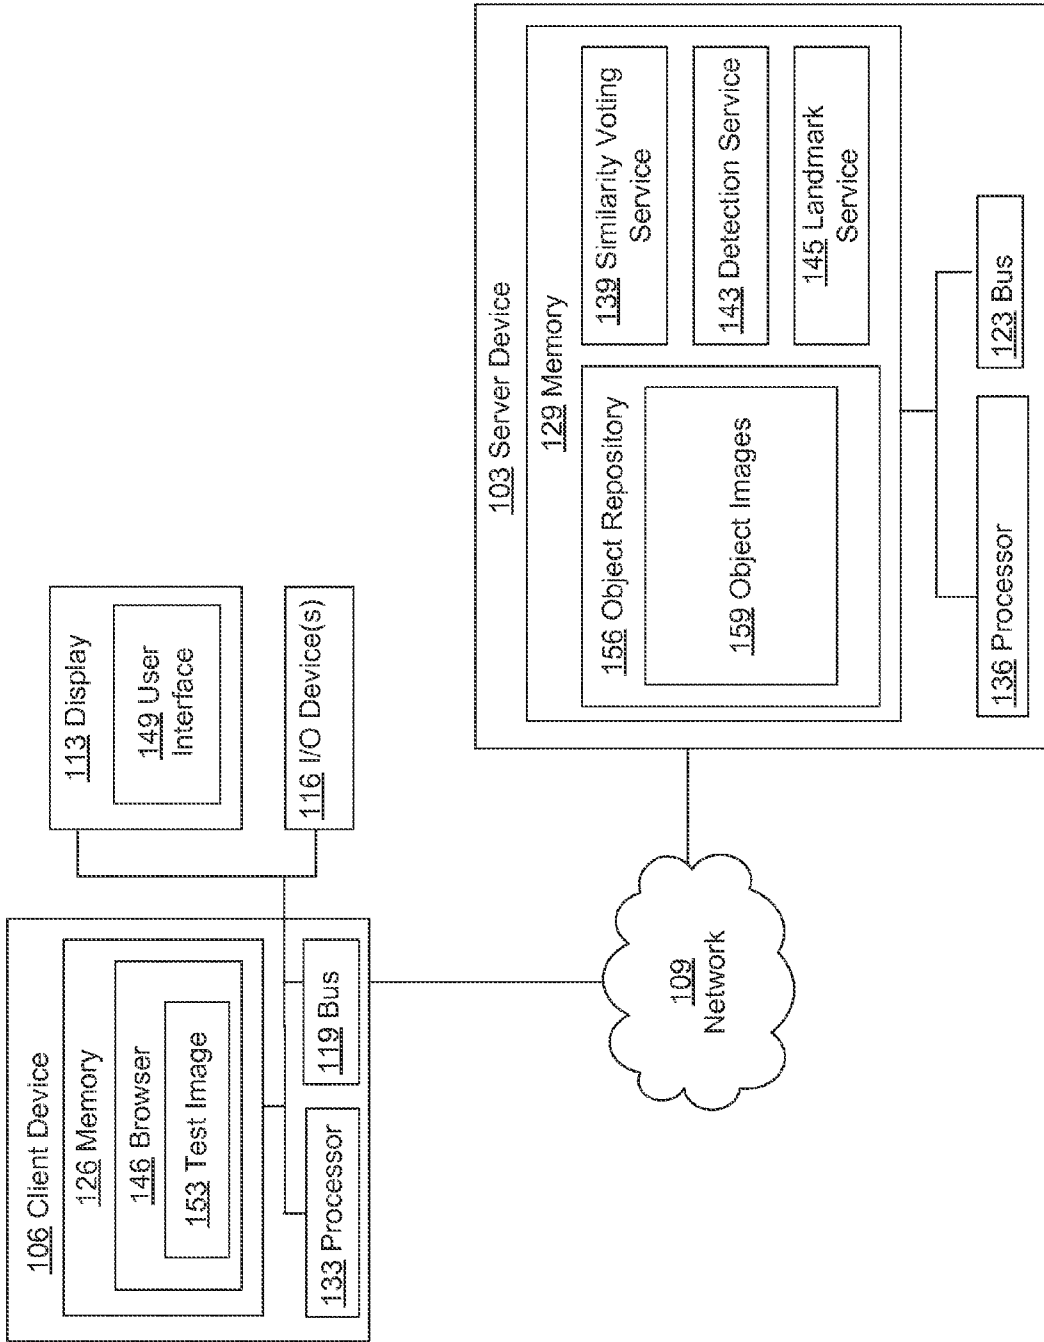 106 Client Device
126 Memory
146 Browser
153 Test Image
133 Processor
119 Bus
113 Display
149 User
Interface
116 I/O Device(s)
109
Network
103 Server Device
129 Memory
156 Object Repository
159 Object Images
139 Similarity Voting
Service
143 Detection Service
145 Landmark
Service
136 Processor
123 Bus